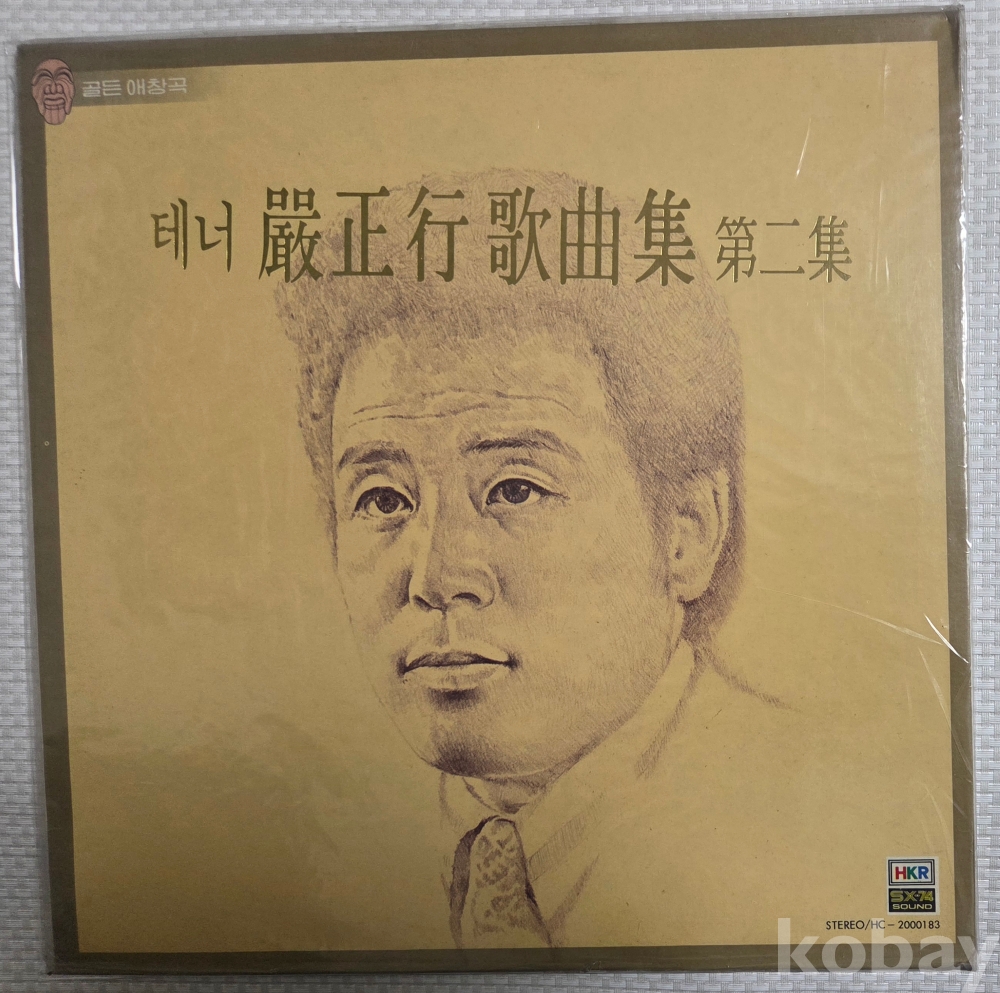 골든 애창곡
테너 嚴正行 歌曲集 第二集
HKR
SX-74
SOUND
STEREO/HC-2000183
kobay